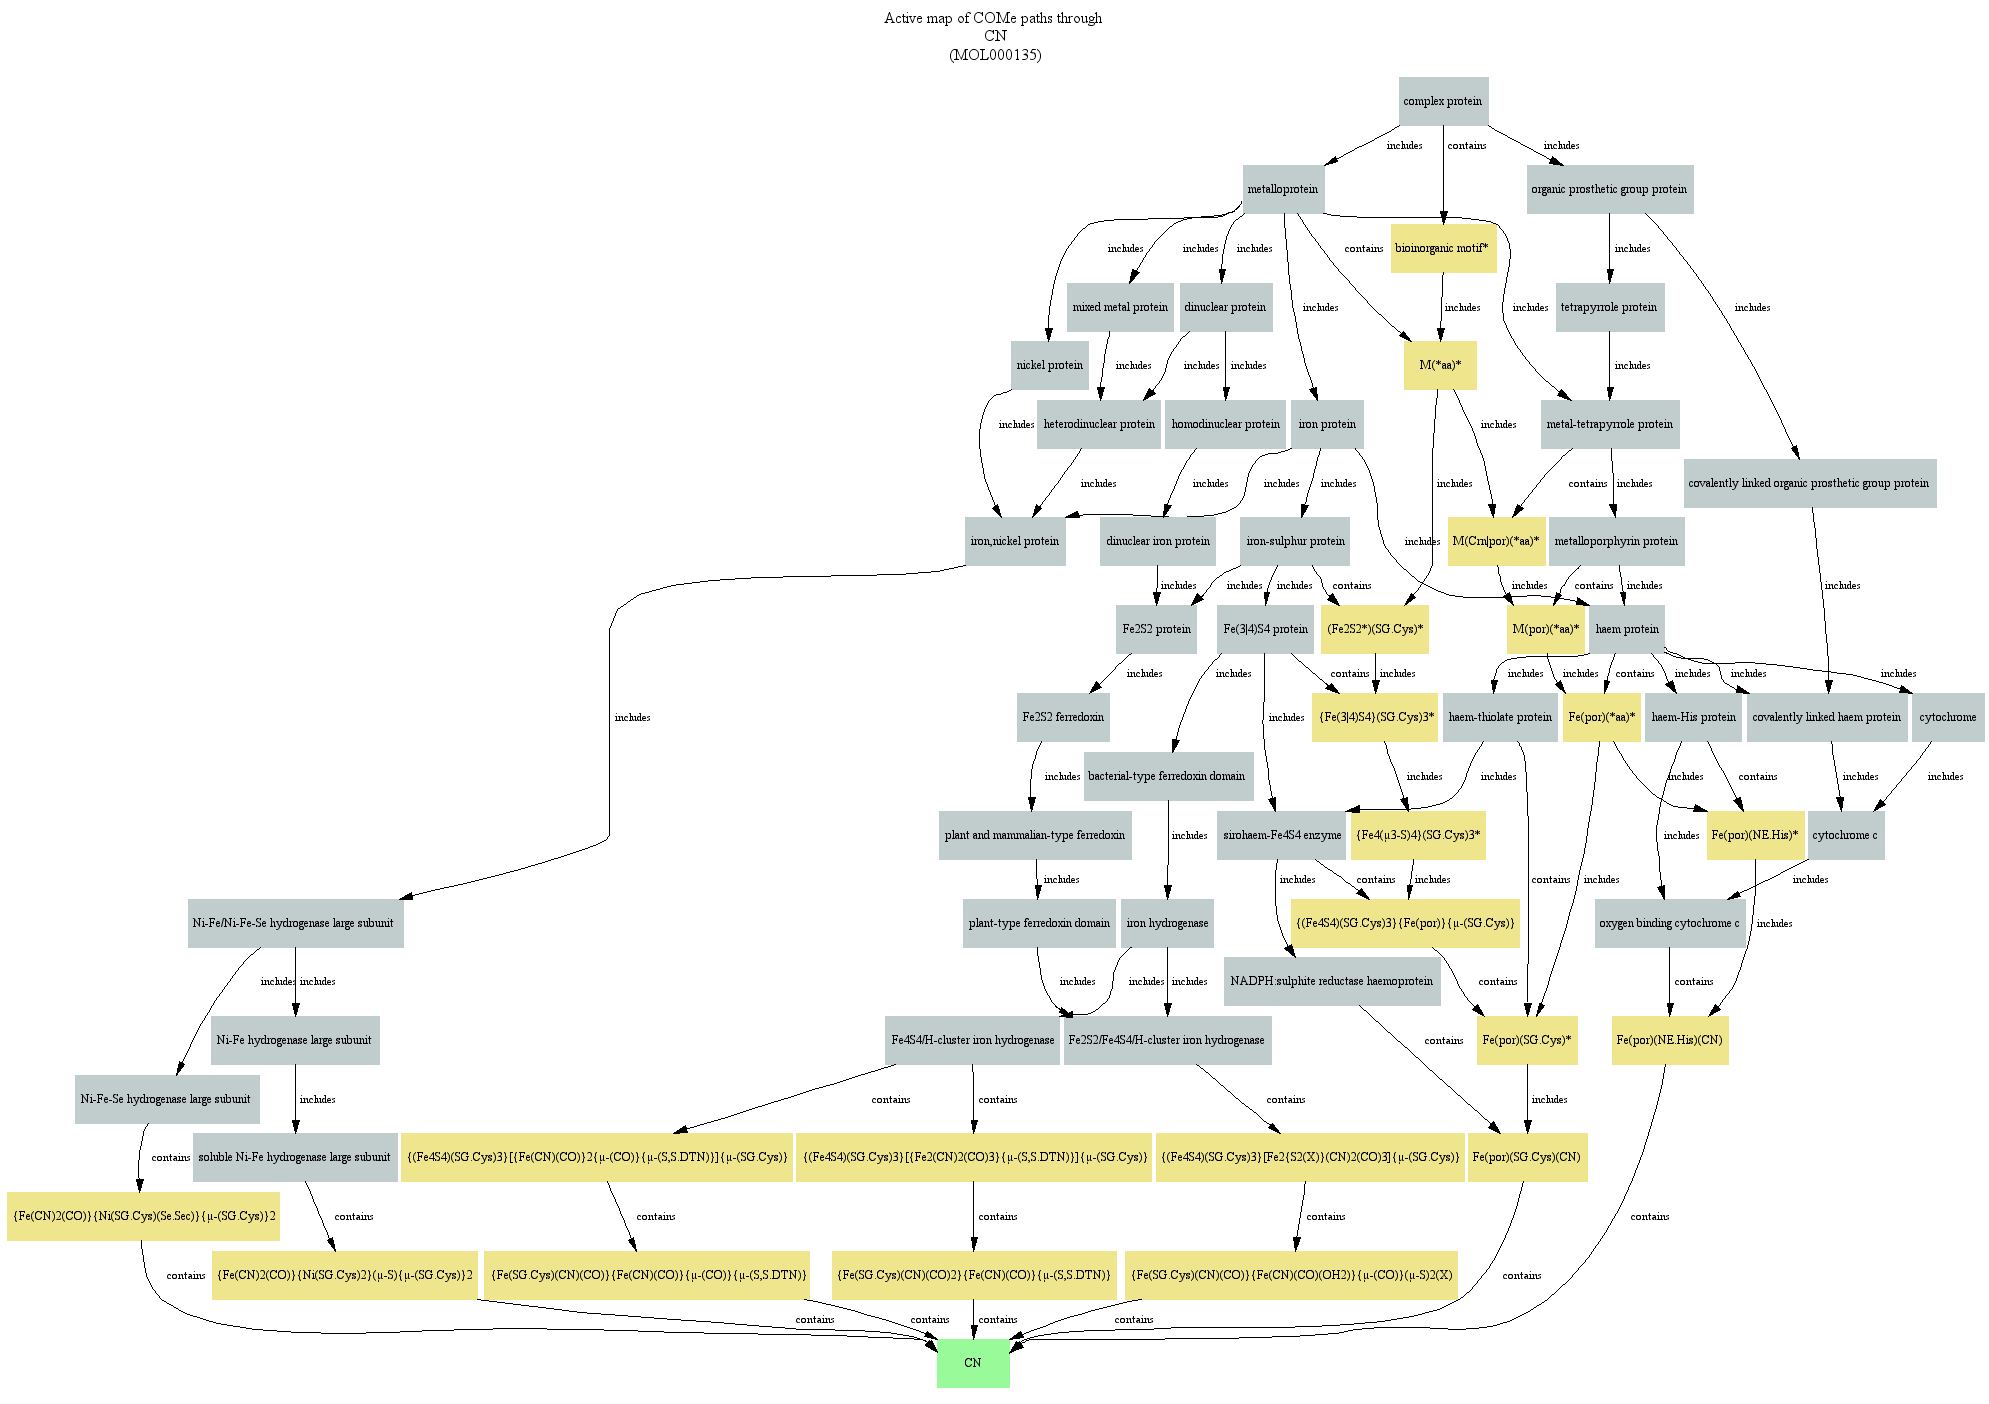 Active map of COMe paths through
CN
(MOL000135)
complex protein
includes
contains
includes
metalloprotein
organic prosthetic group protein
includes
includes
includes
contains
bioinorganic motif*
includes
mixed metal protein
dinuclear protein
includes
includes
includes
tetrapyrrole protein
includes
nickel protein
includes
includes
includes
M(*aa)*
includes
heterodinuclear protein
homodinuclear protein
iron protein
includes
includes
metal-tetrapyrrole protein
covalently linked organic prosthetic group protein
includes
includes
includes
includes
includes
contains
includes
iron,nickel protein
dinuclear iron protein
iron-sulphur protein
includes
M(Crn|por)(*aa)*
metalloporphyrin protein
includes
includes
includes
contains
includes
contains
includes
includes
Fe2S2 protein
Fe(3|4)S4 protein
(Fe2S2*)(SG.Cys)*
M(por)(*aa)*
haem protein
includes
includes
contains
includes
includes
includes
contains
includes
includes
includes
includes
Fe2S2 ferredoxin
{Fe(3|4)S4}(SG.Cys)3*
haem-thiolate protein
Fe(por)(*aa)*
haem-His protein
covalently linked haem protein
cytochrome
includes
includes
bacterial-type ferredoxin domain
includes
includes
includes
contains
includes
includes
plant and mammalian-type ferredoxin
includes
sirohaem-Fe4S4 enzyme
{Fe4(µ3-S)4}(SG.Cys)3*
includes
Fe(por)(NE.His)*
cytochrome c
includes
includes
contains
includes
contains
includes
includes
Ni-Fe/Ni-Fe-Se hydrogenase large subunit
plant-type ferredoxin domain
iron hydrogenase
{(Fe4S4)(SG.Cys)3}{Fe(por)}{µ-(SG.Cys)}
oxygen binding cytochrome c
includes
includes
includes
includes
includes
includes
NADPH:sulphite reductase haemoprotein
contains
contains
Ni-Fe hydrogenase large subunit
Fe4S4/H-cluster iron hydrogenase
Fe2S2/Fe4S4/H-cluster iron hydrogenase
contains
Fe(por)(SG.Cys)*
Fe(por)(NE.His)(CN)
Ni-Fe-Se hydrogenase large subunit
includes
contains
contains
contains
includes
contains
soluble Ni-Fe hydrogenase large subunit
{(Fe4S4)(SG.Cys)3}[{Fe(CN)(CO)}2{µ-(CO)}{µ-(S,S.DTN)}]{µ-(SG.Cys)}
{(Fe4S4)(SG.Cys)3}[{Fe2(CN)2(CO)3}{µ-(S,S.DTN)}]{µ-(SG.Cys)}
{(Fe4S4)(SG.Cys)3}[Fe2{S2(X)}(CN)2(CO)3]{µ-(SG.Cys)}
Fe(por)(SG.Cys)(CN)
{Fe(CN)2(CO)}{Ni(SG.Cys)(Se.Sec)}{µ-(SG.Cys)}2
contains
contains
contains
contains
contains
contains
{Fe(CN)2(CO)}{Ni(SG.Cys)2}(µ-S){µ-(SG.Cys)}2
{Fe(SG.Cys)(CN)(CO)}{Fe(CN)(CO)}{µ-(CO)}{µ-(S,S.DTN)}
{Fe(SG.Cys)(CN)(CO)2}{Fe(CN)(CO)}{µ-(S,S.DTN)}
{Fe(SG.Cys)(CN)(CO)}{Fe(CN)(CO)(OH2)}{µ-(CO)}(µ-S)2(X)
contains
contains
contains
contains
contains
contains
CN